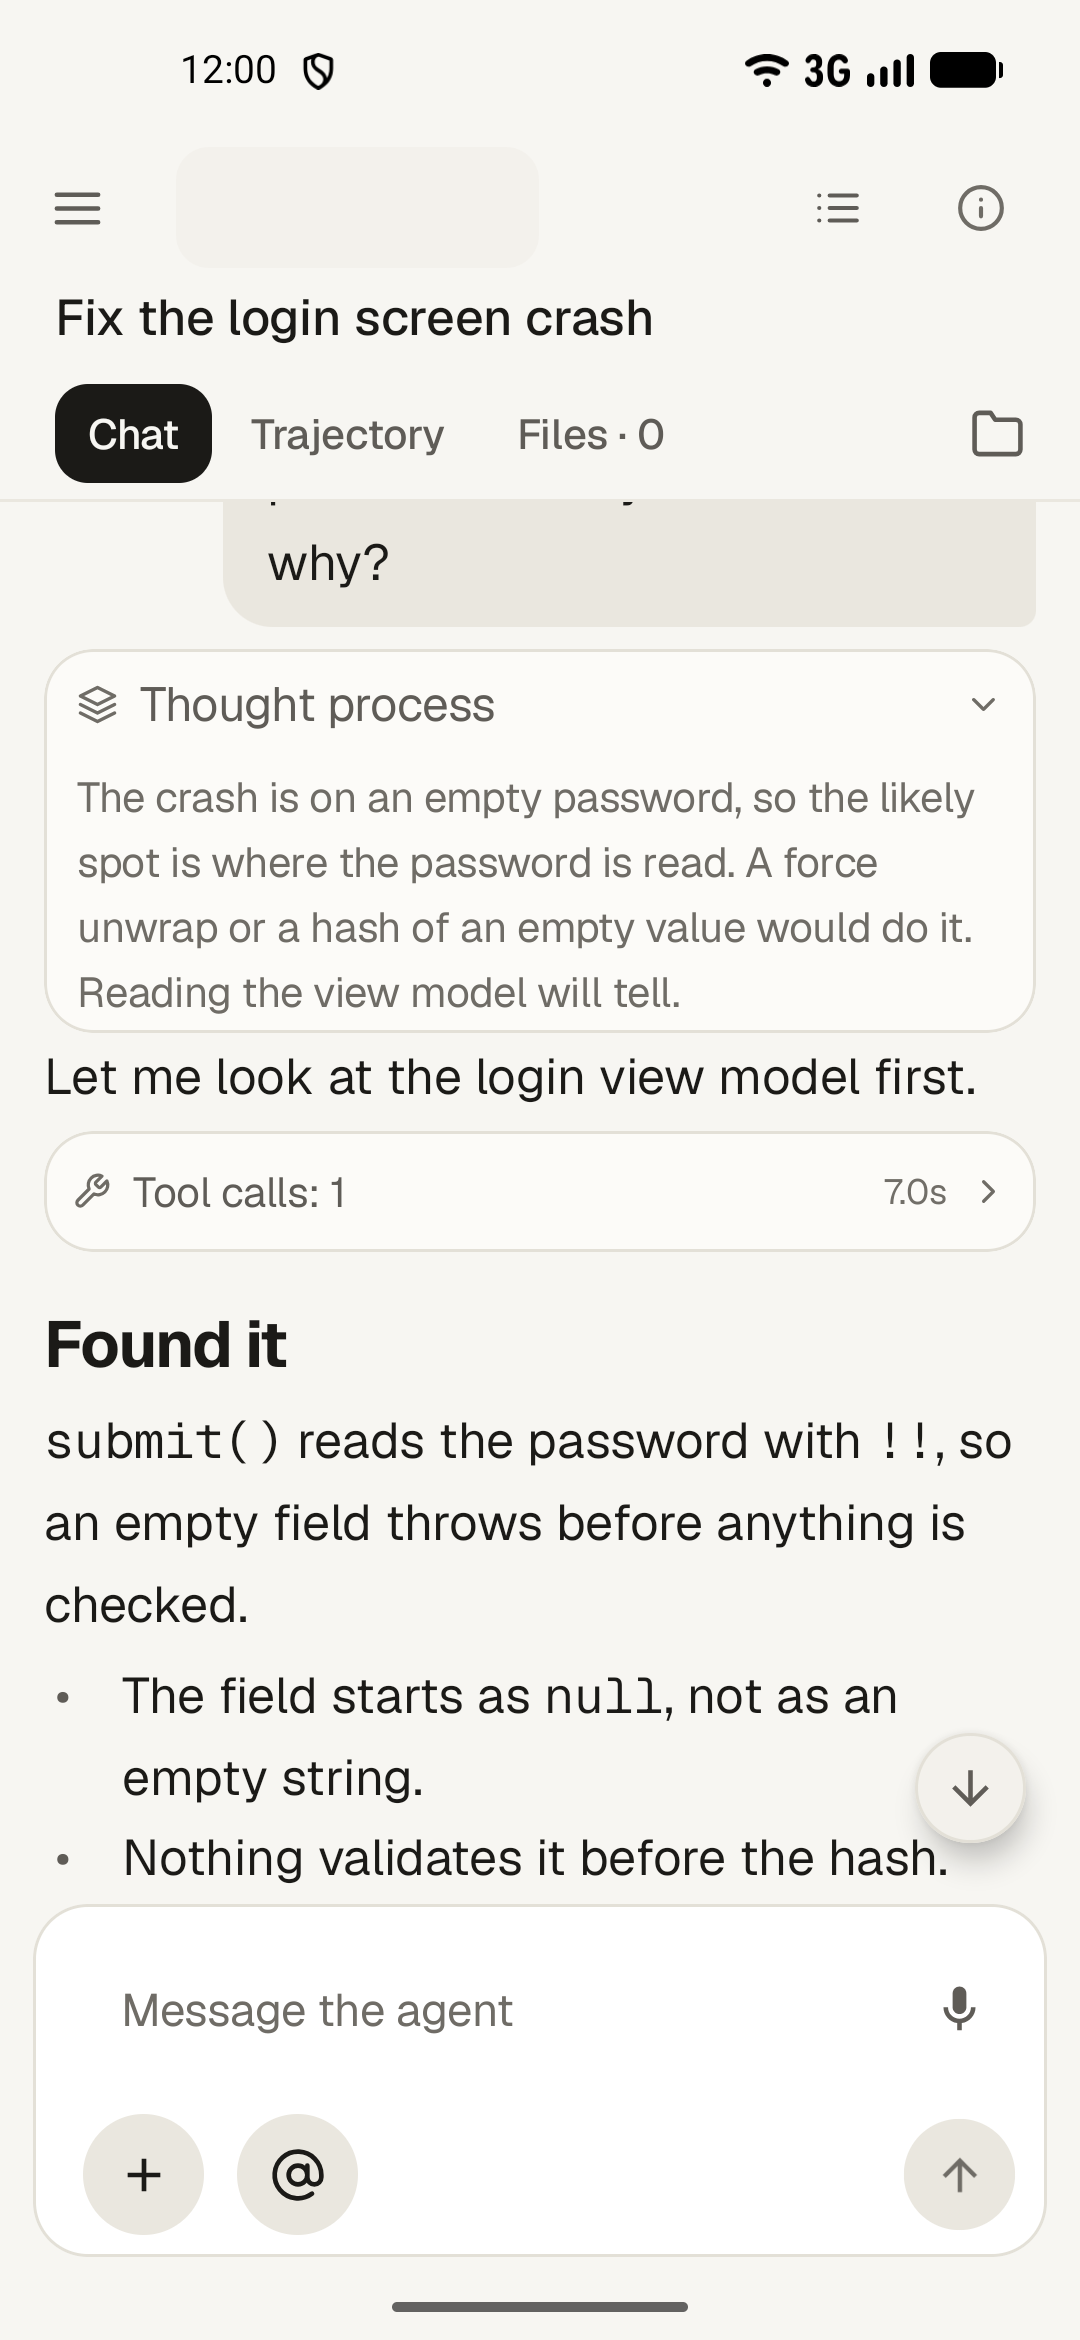 12:00
3G
Fix the login screen crash
Chat
Trajectory
Files · 0
why?
Thought process
The crash is on an empty password, so the likely
spot is where the password is read. A force
unwrap or a hash of an empty value would do it.
Reading the view model will tell.
Let me look at the login view model first.
Tool calls: 1
7.0s
Found it
submit() reads the password with !!, so
an empty field throws before anything is
checked.
• The field starts as null, not as an
empty string.
• Nothing validates it before the hash.
Message the agent